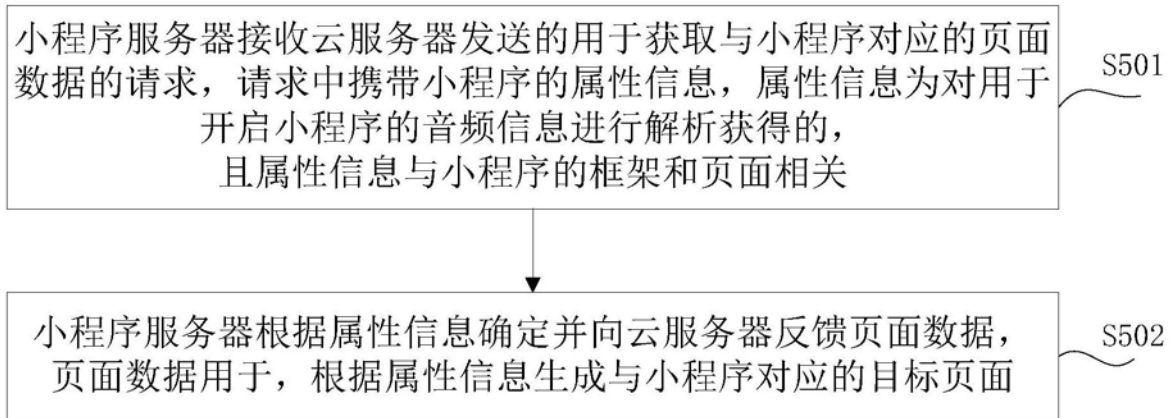 小程序服务器接收云服务器发送的用于获取与小程序对应的页面
数据的请求，请求中携带小程序的属性信息，属性信息为对用于
开启小程序的音频信息进行解析获得的，
且属性信息与小程序的框架和页面相关
S501
小程序服务器根据属性信息确定并向云服务器反馈页面数据，
页面数据用于，根据属性信息生成与小程序对应的目标页面
S502